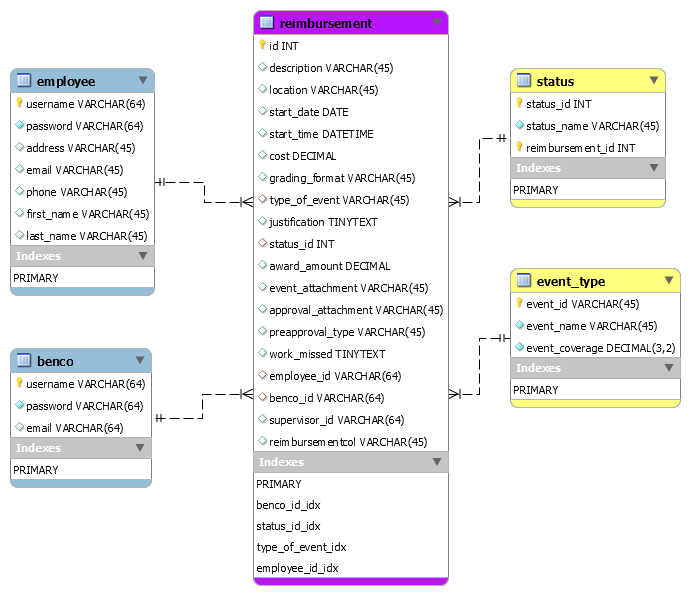 employee
username VARCHAR(64)
password VARCHAR(64)
address VARCHAR(45)
email VARCHAR(45)
phone VARCHAR(45)
first_name VARCHAR(45)
last_name VARCHAR(45)
Indexes
PRIMARY
benco
username VARCHAR(64)
password VARCHAR(64)
email VARCHAR(64)
Indexes
PRIMARY
reimbursement
id INT
description VARCHAR(45)
location VARCHAR(45)
start_date DATE
start_time DATETIME
cost DECIMAL
grading_format VARCHAR(45)
type_of_event VARCHAR(45)
justification TINYTEXT
status_id INT
award_amount DECIMAL
event_attachment VARCHAR(45)
approval_attachment VARCHAR(45)
preapproval_type VARCHAR(45)
work_missed TINYTEXT
employee_id VARCHAR(64)
benco_id VARCHAR(64)
supervisor_id VARCHAR(64)
reimbursementcol VARCHAR(45)
Indexes
PRIMARY
benco_id_idx
status_id_idx
type_of_event_idx
employee_id_idx
status
status_id INT
status_name VARCHAR(45)
reimbursement_id INT
Indexes
PRIMARY
event_type
event_id VARCHAR(45)
event_name VARCHAR(45)
event_coverage DECIMAL(3,2)
Indexes
PRIMARY